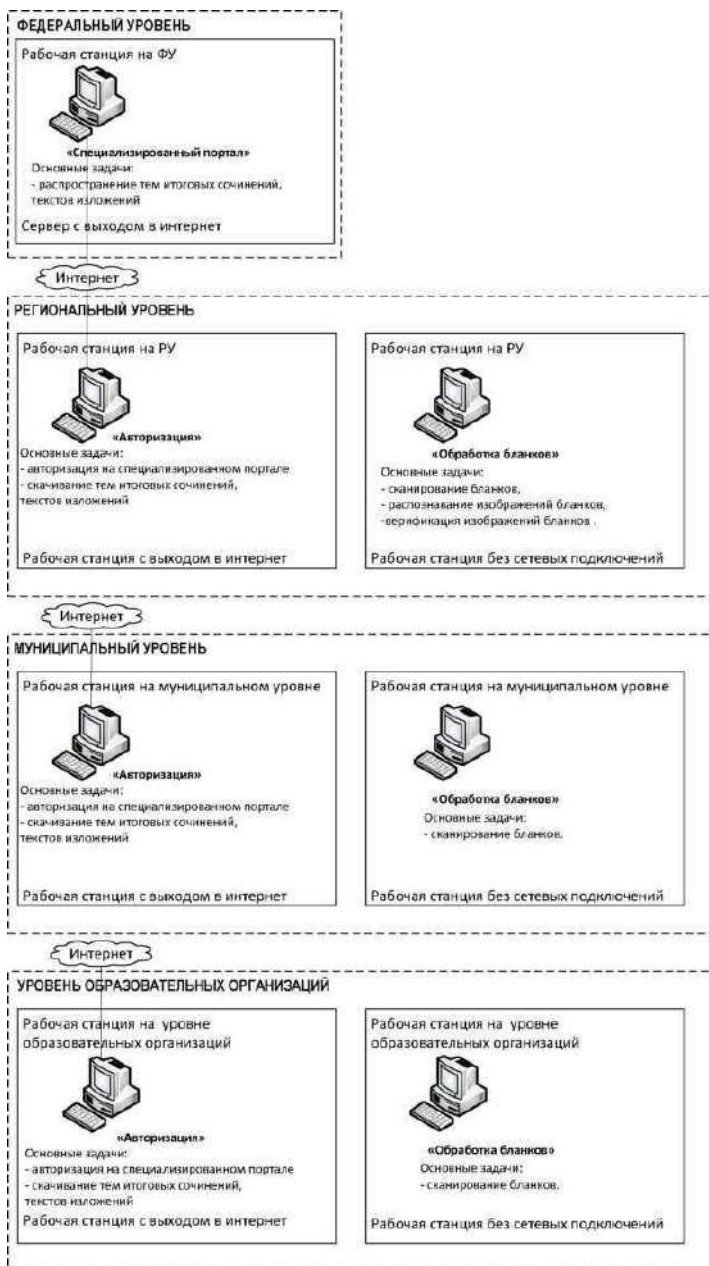 ФЕДЕРАЛЬНЫЙ УРОВЕНЬ
Рабочая станция на ФУ
«Специализированный портал»
Основные задачи:
- распространение тем итоговых сочинений,
текстов изложений
Сервер с выходом в интернет
Интернет
РЕГИОНАЛЬНЫЙ УРОВЕНЬ
Рабочая станция на РУ
«Авторизация»
Основные задачи:
- авторизация на специализированном портале
- скачивание тем итоговых сочинений,
текстов изложений
Рабочая станция с выходом в интернет
Рабочая станция на РУ
«Обработка бланков»
Основные задачи:
- сканирование бланков,
- распознавание изображений бланков,
-верификация изображений бланков .
Рабочая станция без сетевых подключений
Интернет
МУНИЦИПАЛЬНЫЙ УРОВЕНЬ
Рабочая станция на муниципальном уровне
«Авторизация»
Основные задачи:
- авторизация на специализированном портале
- скачивание тем итоговых сочинений,
текстов изложений
Рабочая станция с выходом в интернет
Рабочая станция на муниципальном уровне
«Обработка бланков»
Основные задачи:
- сканирование бланков.
Рабочая станция без сетевых подключений
Интернет
УРОВЕНЬ ОБРАЗОВАТЕЛЬНЫХ ОРГАНИЗАЦИЙ
Рабочая станция на уровне
образовательных организаций
«Авторизация»
Основные задачи:
- авторизация на специализированном портале
- скачивание тем итоговых сочинений,
текстов изложений
Рабочая станция с выходом в интернет
Рабочая станция на уровне
образовательных организаций
«Обработка бланков»
Основные задачи:
- сканирование бланков.
Рабочая станция без сетевых подключений